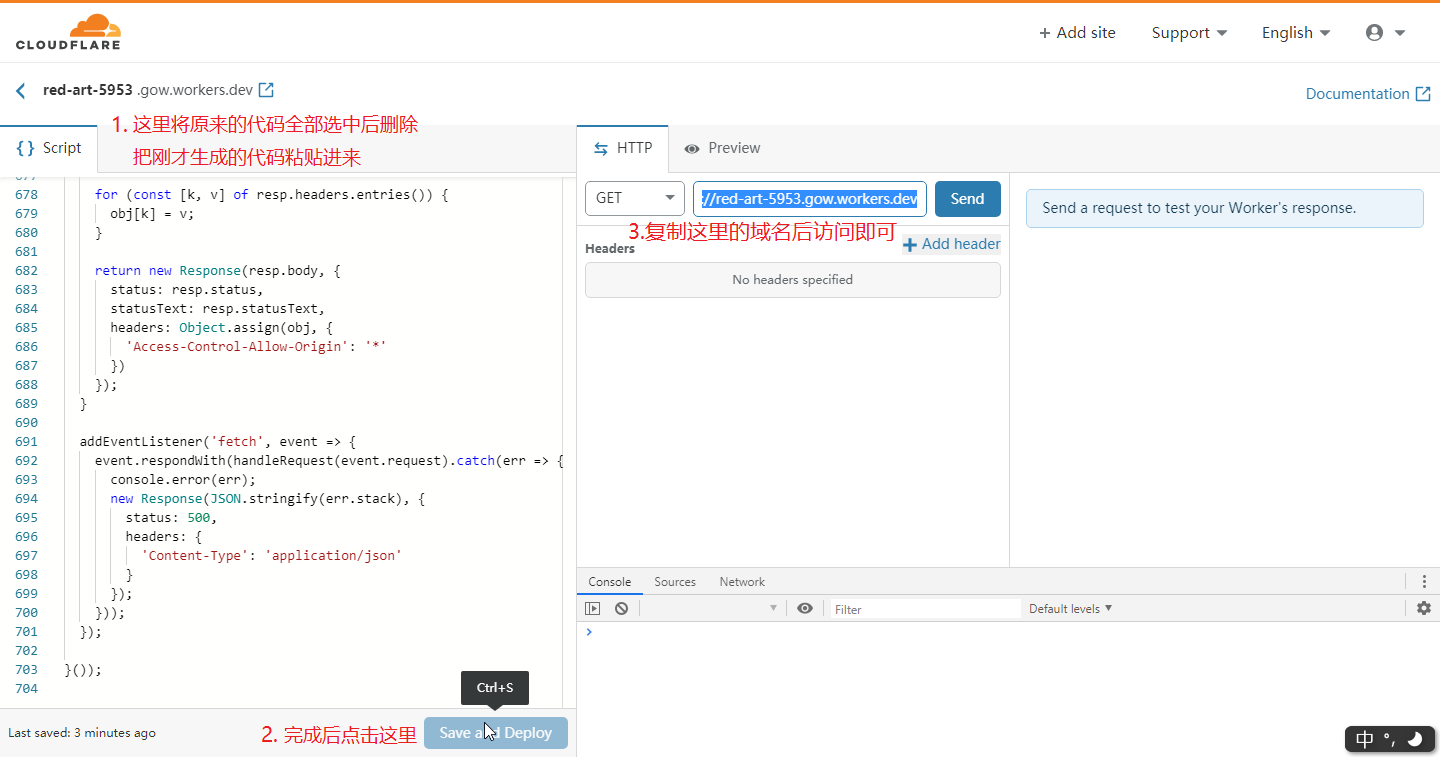 CLOUDFLARE
+ Add site
Support
English
red-art-5953 .gow.workers.dev
Documentation
1. 这里将原来的代码全部选中后删除
把刚才生成的代码粘贴进来
{} Script
HTTP
Preview
677
678 for (const [k, v] of resp.headers.entries()) {
679 obj[k] = v;
680 }
681
682 return new Response(resp.body, {
683 status: resp.status,
684 statusText: resp.statusText,
685 headers: Object.assign(obj, {
686 'Access-Control-Allow-Origin': '*'
687 })
688 });
689 }
690
691 addEventListener('fetch', event => {
692 event.respondWith(handleRequest(event.request).catch(err => {
693 console.error(err);
694 new Response(JSON.stringify(err.stack), {
695 status: 500,
696 headers: {
697 'Content-Type': 'application/json'
698 }
699 });
700 }));
701 });
702
703 }());
704
Ctrl+S
Last saved: 3 minutes ago
2. 完成后点击这里
Save and Deploy
GET
://red-art-5953.gow.workers.dev
Send
3.复制这里的域名后访问即可
Headers
+ Add header
No headers specified
Send a request to test your Worker's response.
Console
Sources
Network
Filter
Default levels
中 °,